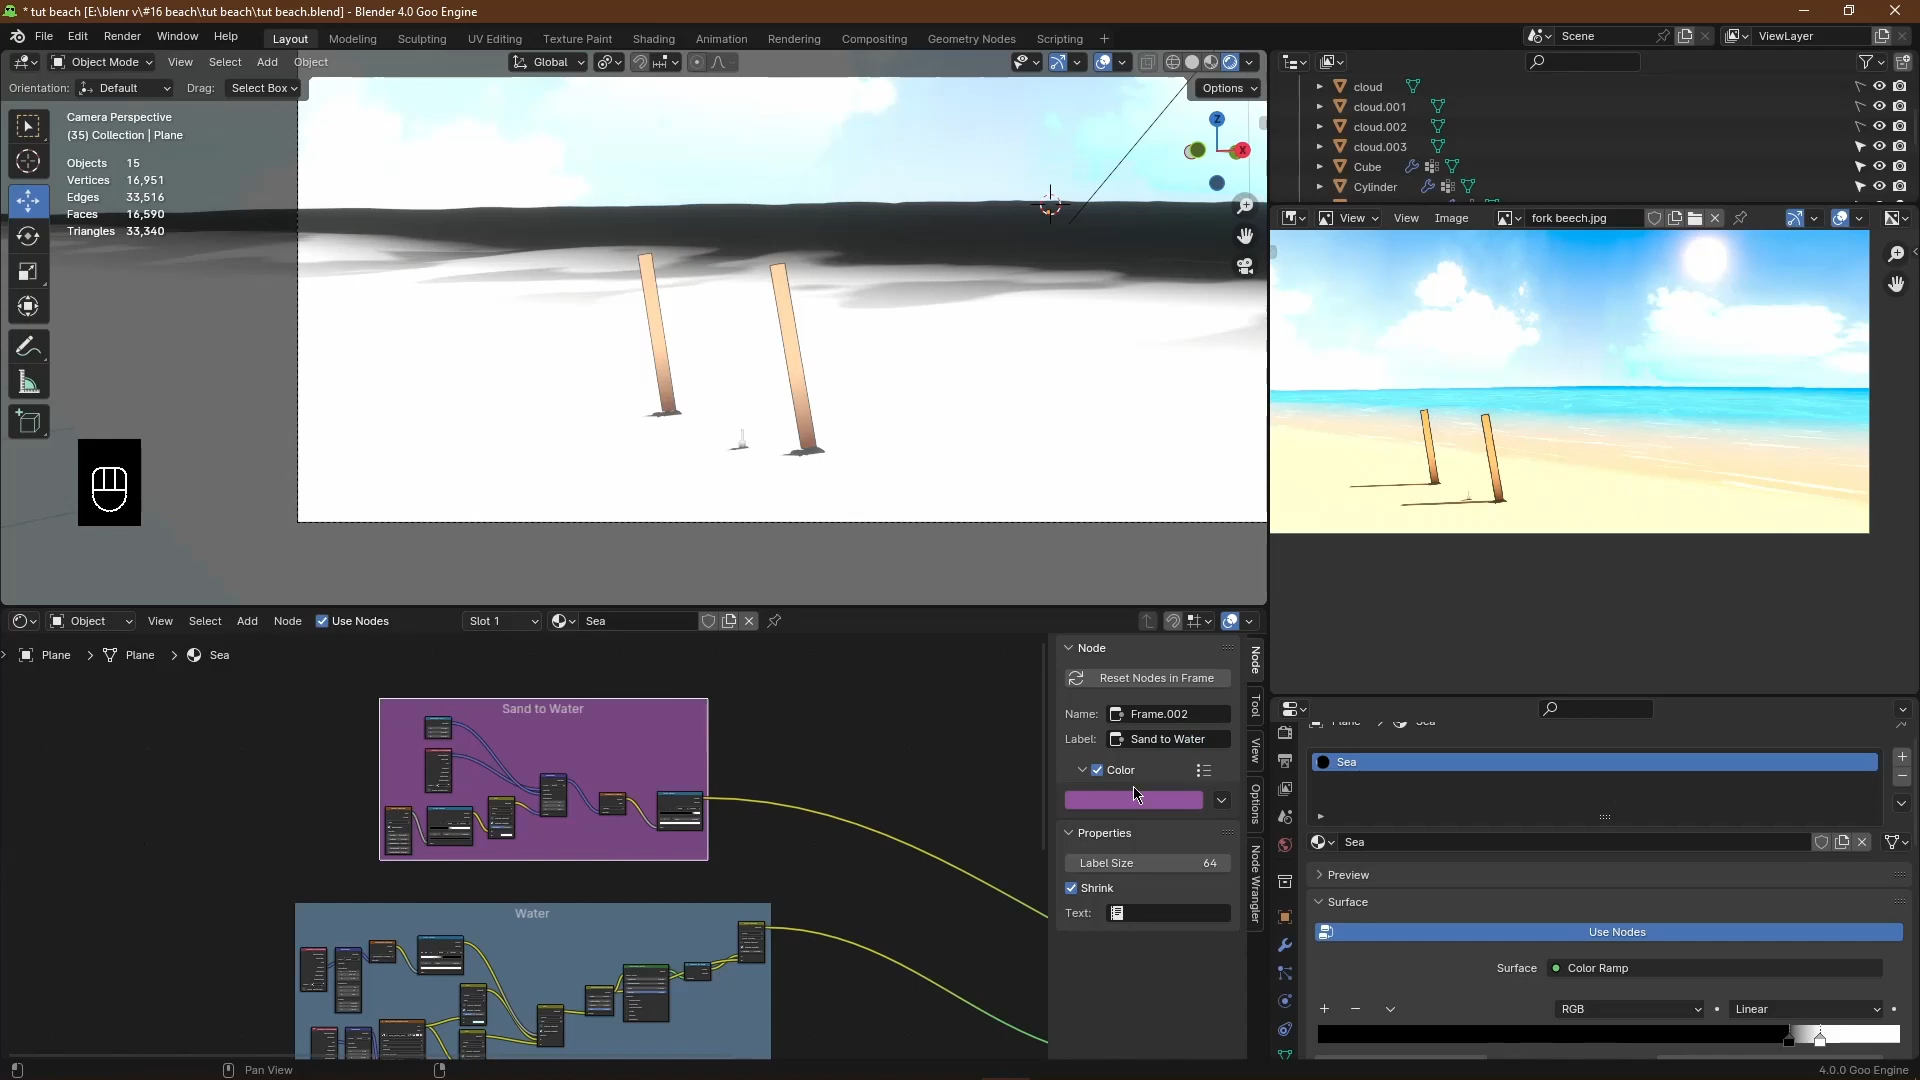 * tut beach [E:\blenr v\#16 beach\tut beach\tut beach.blend] - Blender 4.0 Goo Engine
File Edit Render Window Help
Layout Modeling Sculpting UV Editing Texture Paint Shading Animation Rendering Compositing Geometry Nodes Scripting +
Scene
ViewLayer
Object Mode View Select Add Object
Global
Orientation: Default Drag: Select Box
Options
Camera Perspective
(35) Collection | Plane
Objects 15
Vertices 16,951
Edges 33,516
Faces 16,590
Triangles 33,340
Z
X
cloud
cloud.001
cloud.002
cloud.003
Cube
Cylinder
View View Image fork beech.jpg
Object View Select Add Node Use Nodes Slot 1 Sea
Plane Plane Sea
Sand to Water
Water
Node
Reset Nodes in Frame
Name: Frame.002
Label: Sand to Water
Color
Properties
Label Size 64
Shrink
Text:
Node
Tool
View
Options
Node Wrangler
Sea
Sea
Preview
Surface
Use Nodes
Surface Color Ramp
RGB Linear
Pan View
4.0.0 Goo Engine